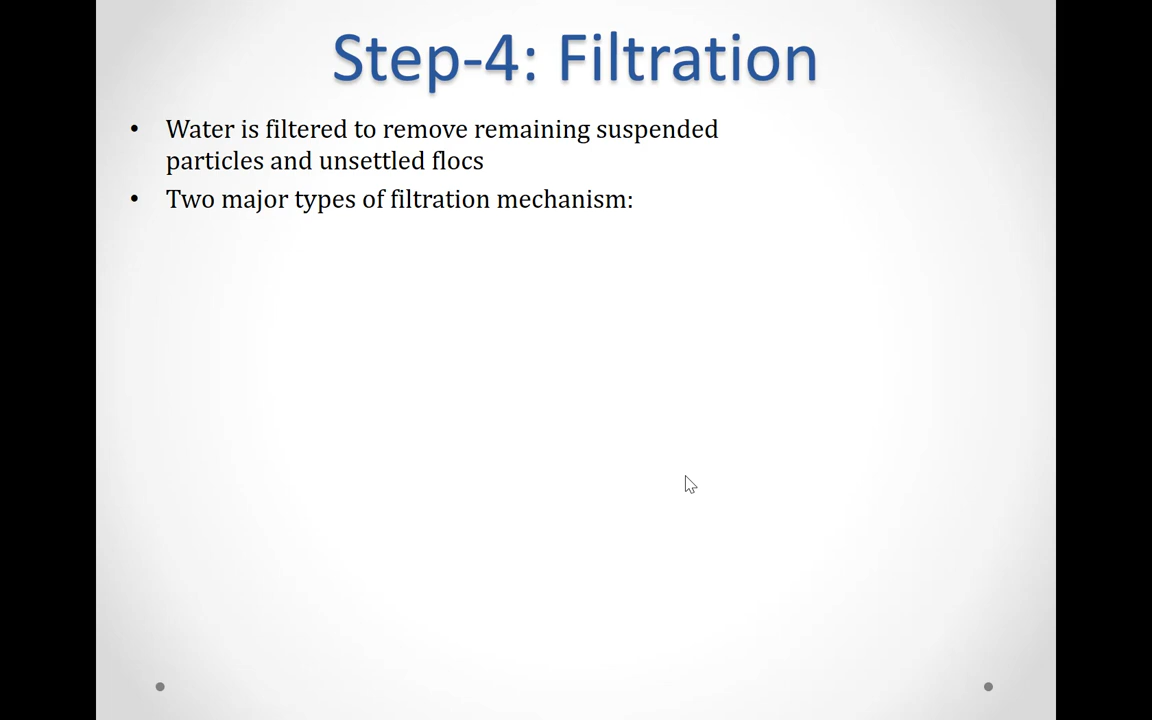 Step-4: Filtration
• Water is filtered to remove remaining suspended
particles and unsettled flocs
• Two major types of filtration mechanism: